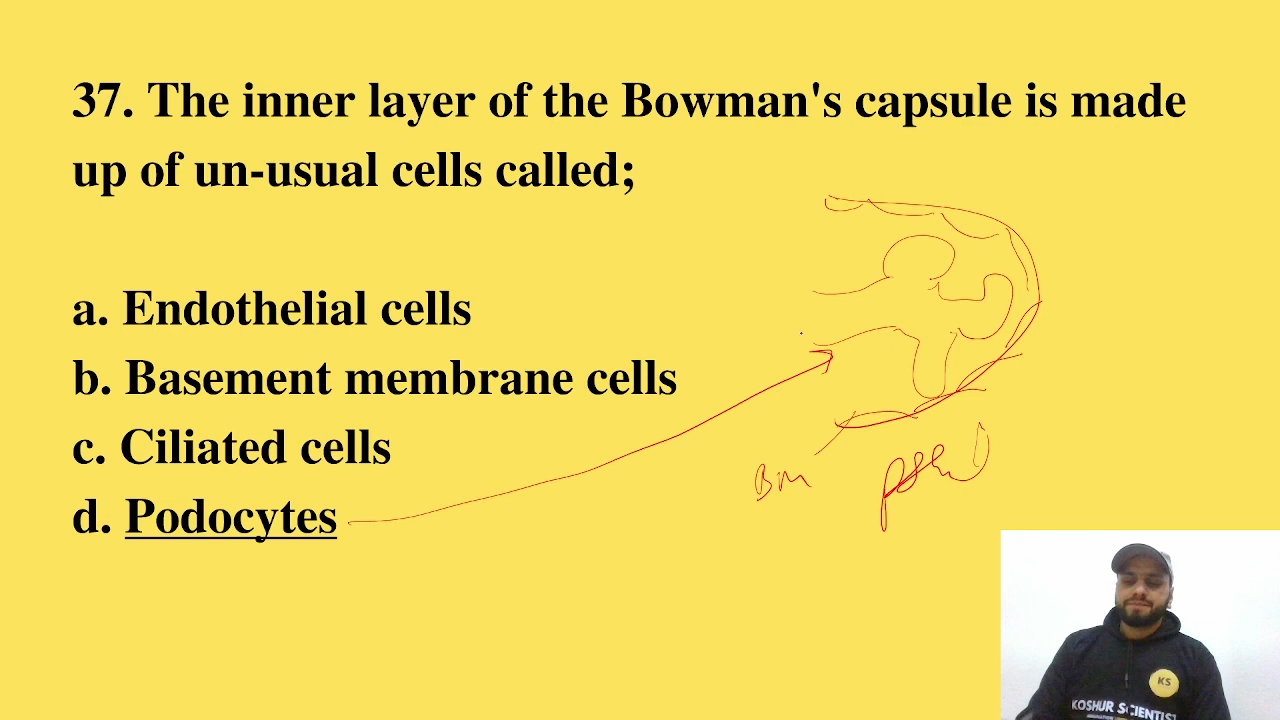 37. The inner layer of the Bowman's capsule is made
up of un-usual cells called;
a. Endothelial cells
b. Basement membrane cells
c. Ciliated cells
d. Podocytes
Bm
KS
KOSHUR SCIENTIST